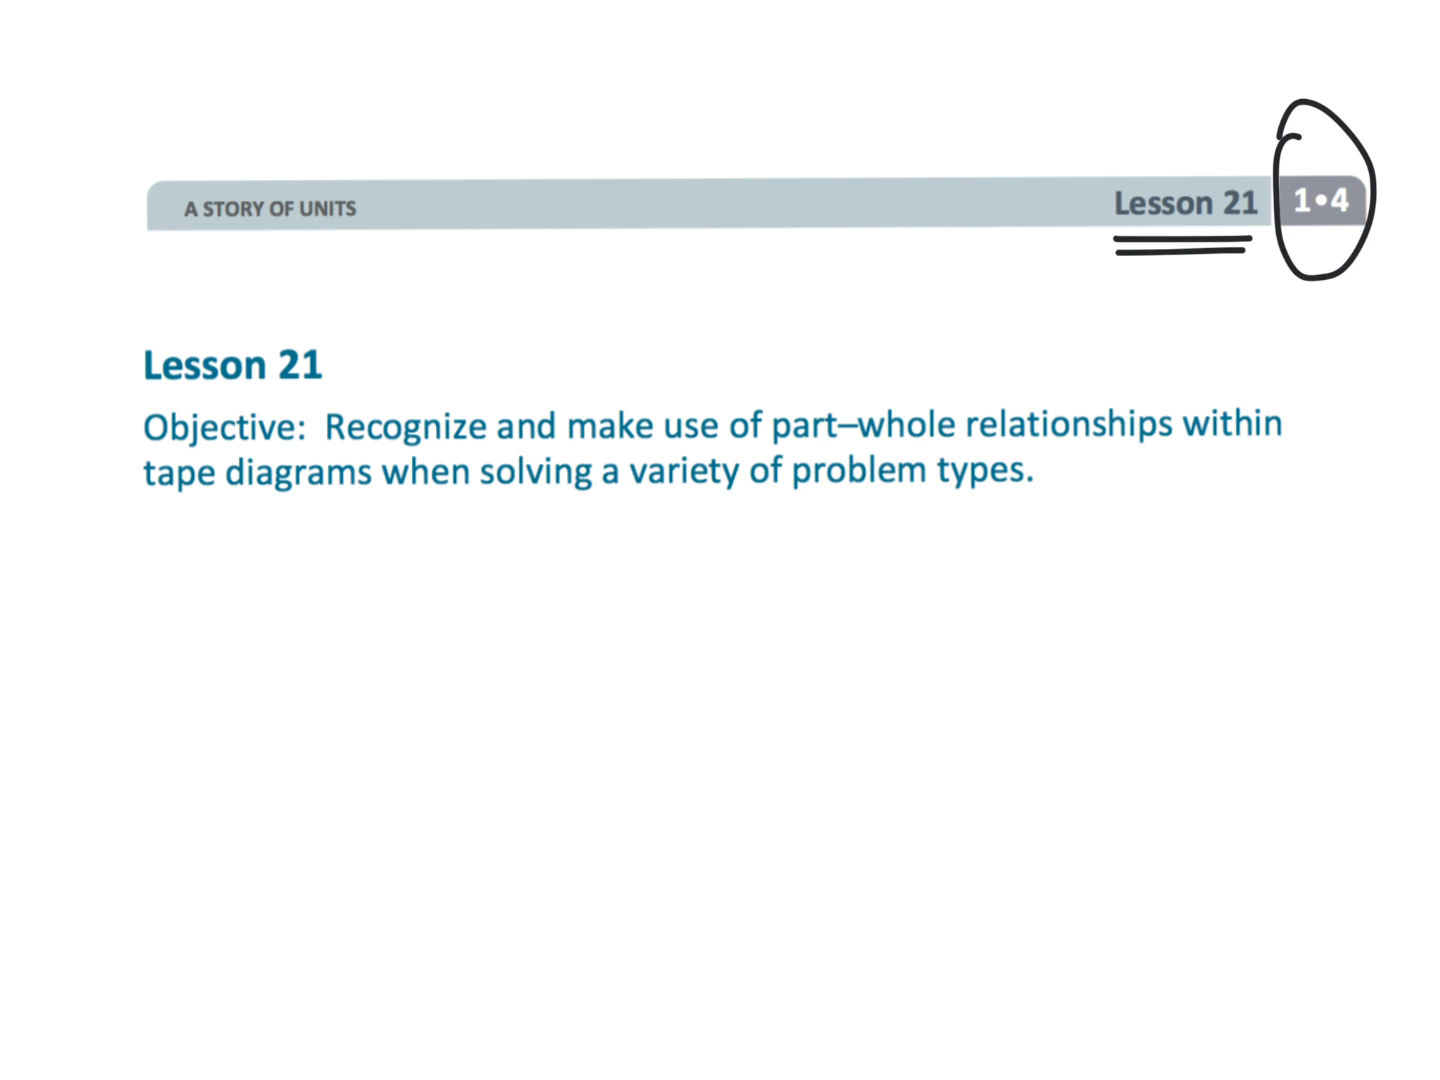 A STORY OF UNITS Lesson 21 1•4
Lesson 21
Objective: Recognize and make use of part–whole relationships within
tape diagrams when solving a variety of problem types.